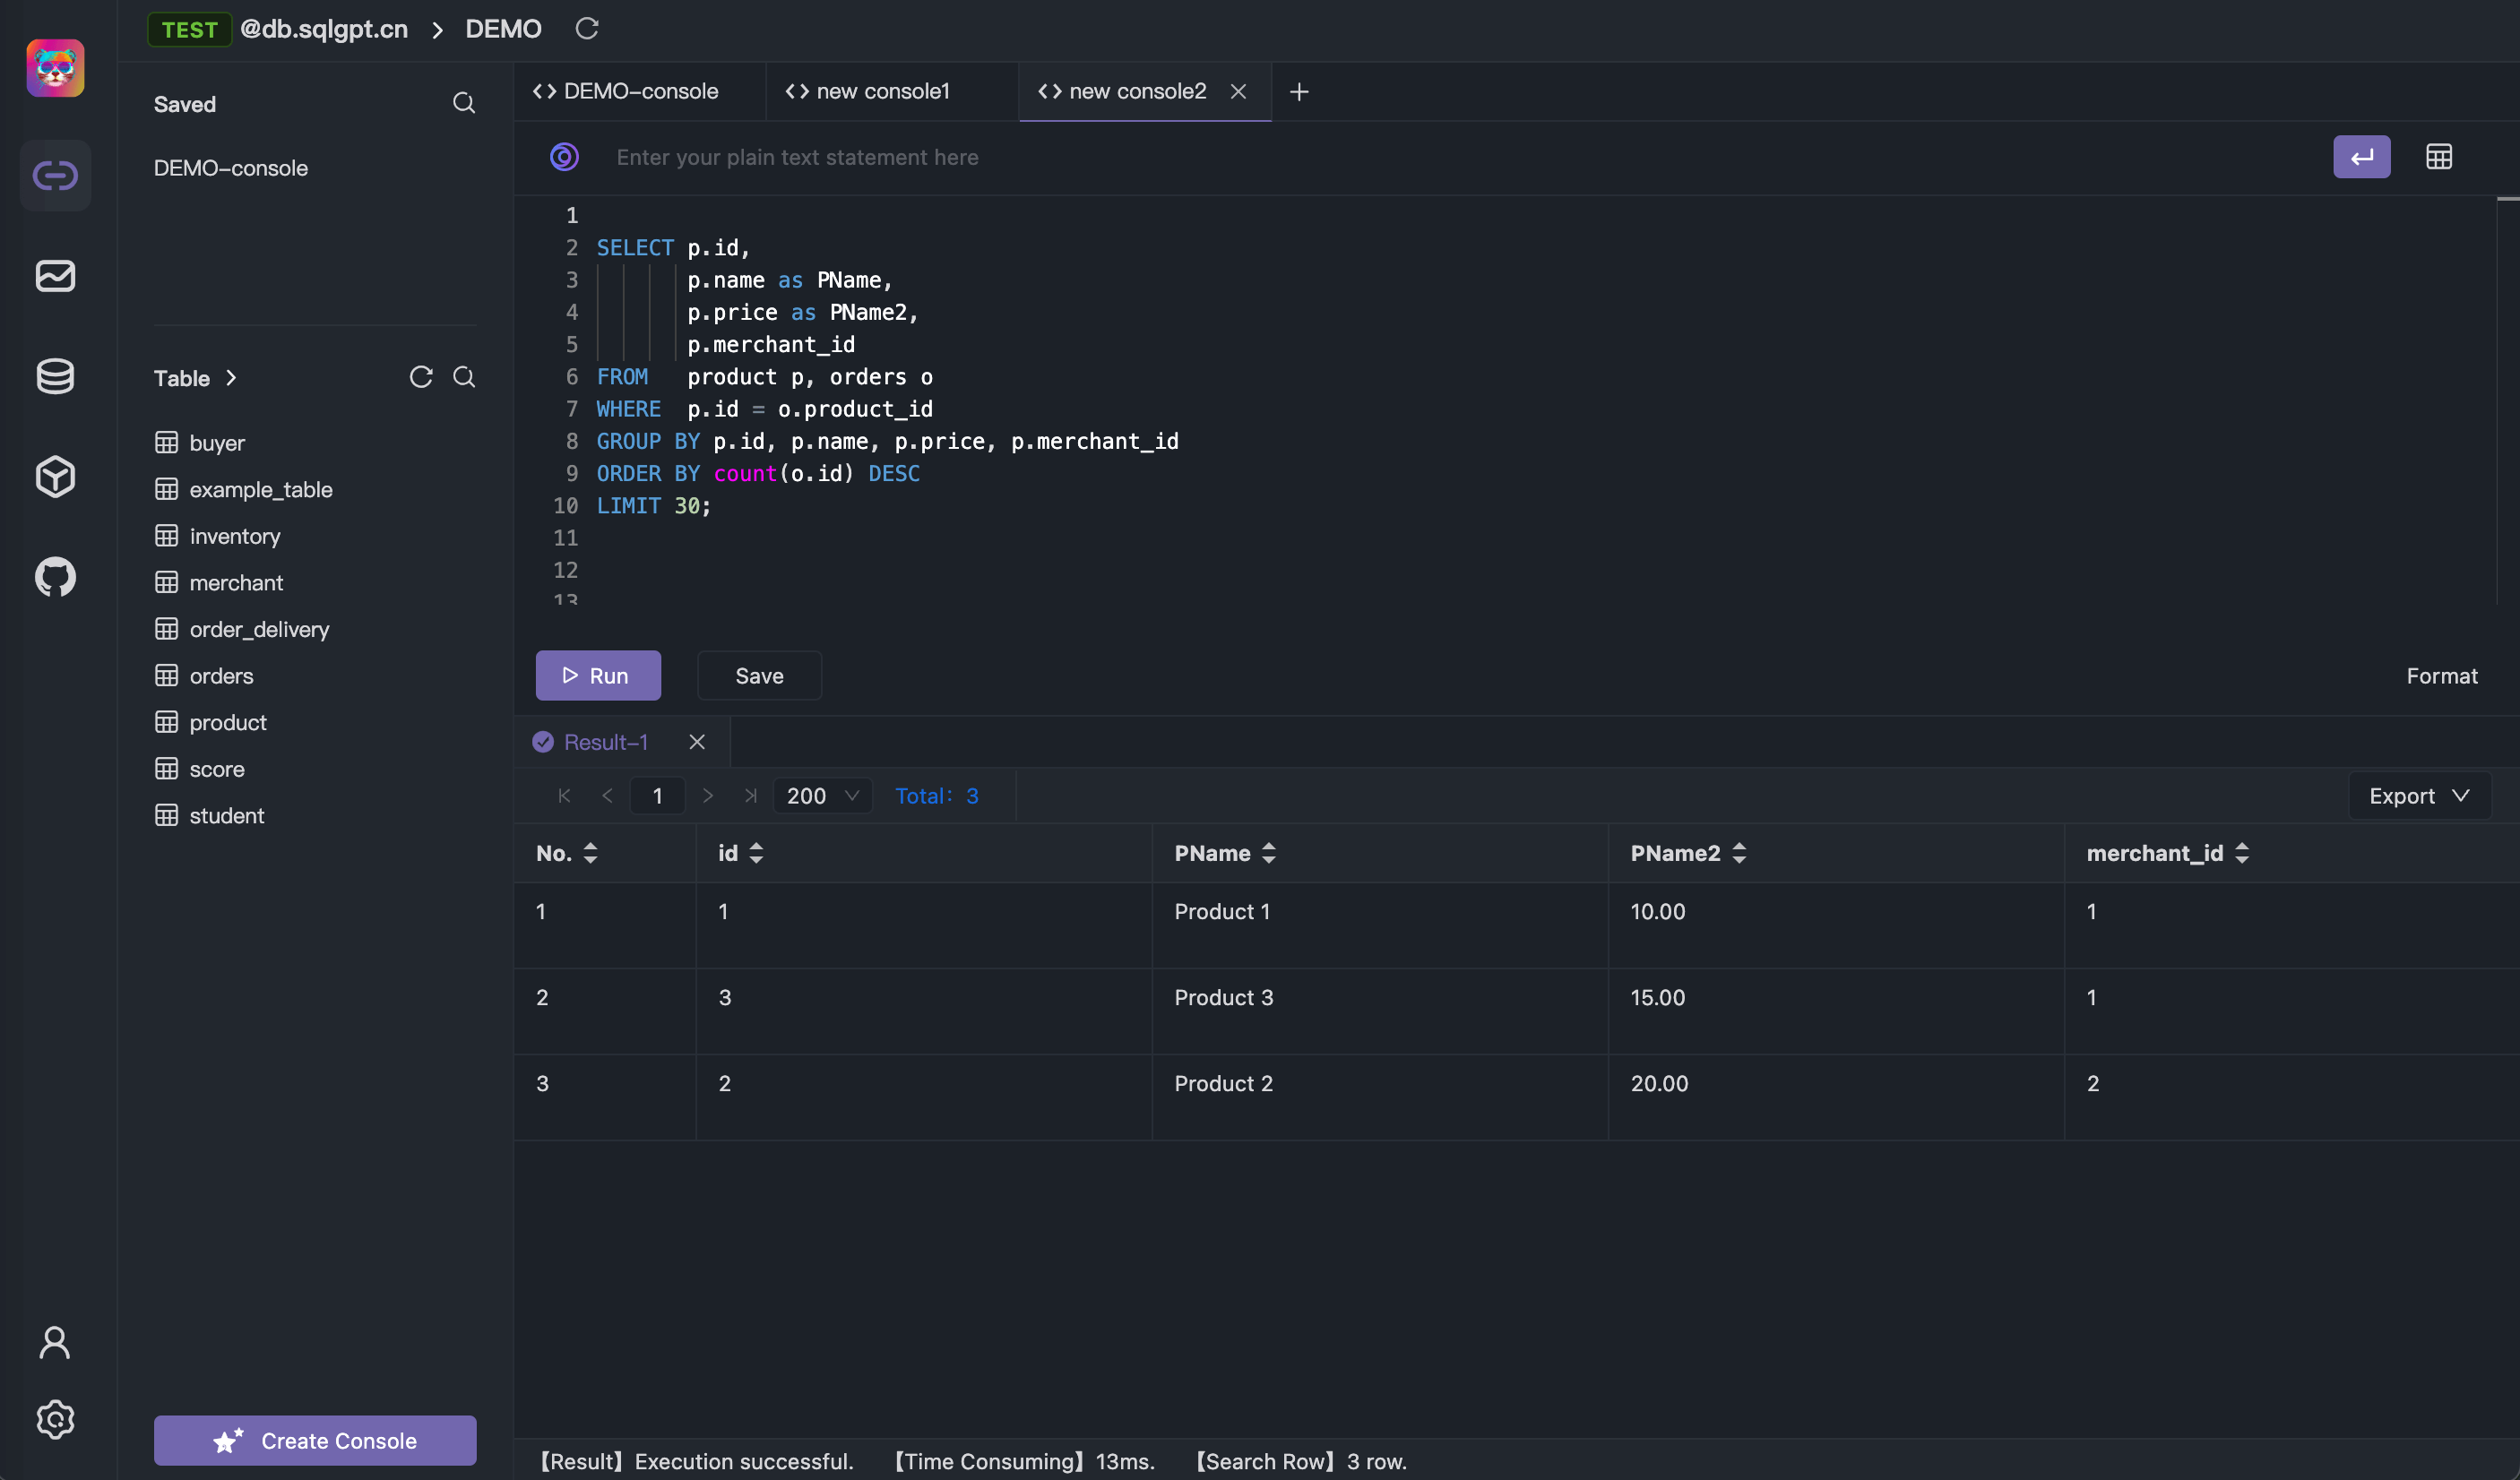 TEST @db.sqlgpt.cn > DEMO
Saved
DEMO-console
Table >
buyer
example_table
inventory
merchant
order_delivery
orders
product
score
student
Create Console
<> DEMO-console
<> new console1
<> new console2
Enter your plain text statement here
1
2 SELECT p.id,
3 p.name as PName,
4 p.price as PName2,
5 p.merchant_id
6 FROM product p, orders o
7 WHERE p.id = o.product_id
8 GROUP BY p.id, p.name, p.price, p.merchant_id
9 ORDER BY count(o.id) DESC
10 LIMIT 30;
11
12
13
Run Save Format
Result-1
1 200 Total: 3 Export
No. id PName PName2 merchant_id
1 1 Product 1 10.00 1
2 3 Product 3 15.00 1
3 2 Product 2 20.00 2
【Result】Execution successful. 【Time Consuming】13ms. 【Search Row】3 row.